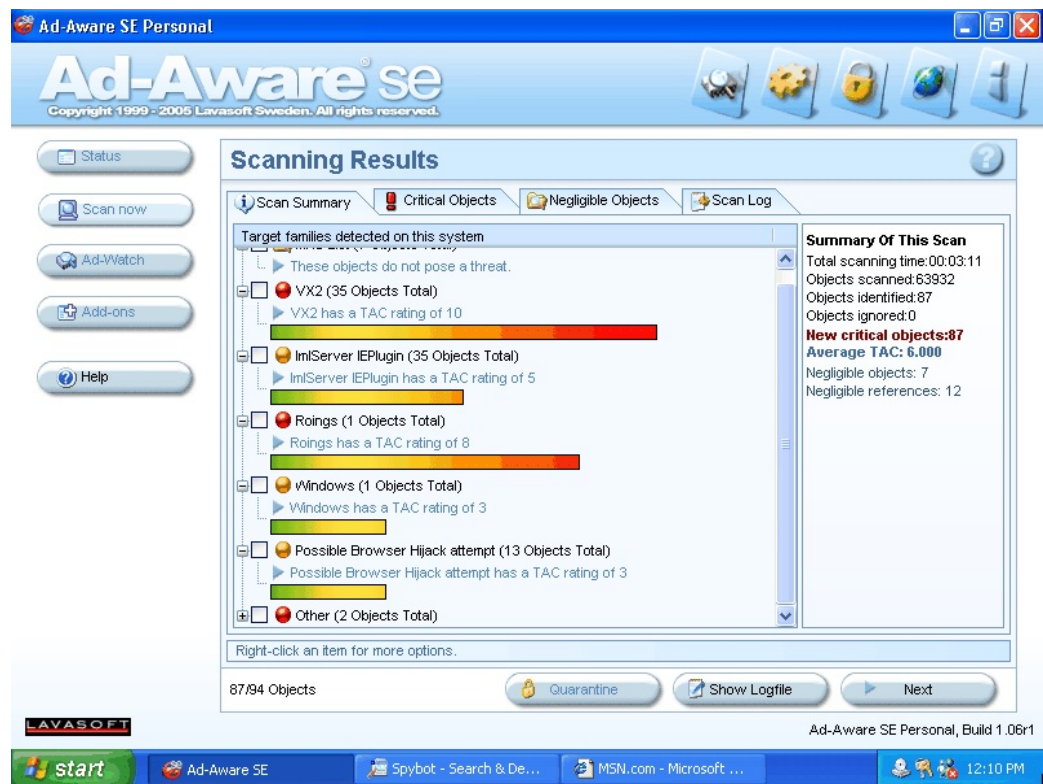 Ad-Aware SE Personal
Ad-Aware® SE
Copyright 1999 - 2005 Lavasoft Sweden. All rights reserved.
Status
Scan now
Ad-Watch
Add-ons
Help
Scanning Results
Scan Summary
Critical Objects
Negligible Objects
Scan Log
Target families detected on this system
These objects do not pose a threat.
VX2 (35 Objects Total)
VX2 has a TAC rating of 10
ImIServer IEPlugin (35 Objects Total)
ImIServer IEPlugin has a TAC rating of 5
Roings (1 Objects Total)
Roings has a TAC rating of 8
Windows (1 Objects Total)
Windows has a TAC rating of 3
Possible Browser Hijack attempt (13 Objects Total)
Possible Browser Hijack attempt has a TAC rating of 3
Other (2 Objects Total)
Summary Of This Scan
Total scanning time:00:03:11
Objects scanned:63932
Objects identified:87
Objects ignored:0
New critical objects:87
Average TAC: 6.000
Negligible objects: 7
Negligible references: 12
Right-click an item for more options.
87/94 Objects
Quarantine
Show Logfile
Next
LAVASOFT
Ad-Aware SE Personal, Build 1.06r1
start
Ad-Aware SE
Spybot - Search & De...
MSN.com - Microsoft ...
12:10 PM